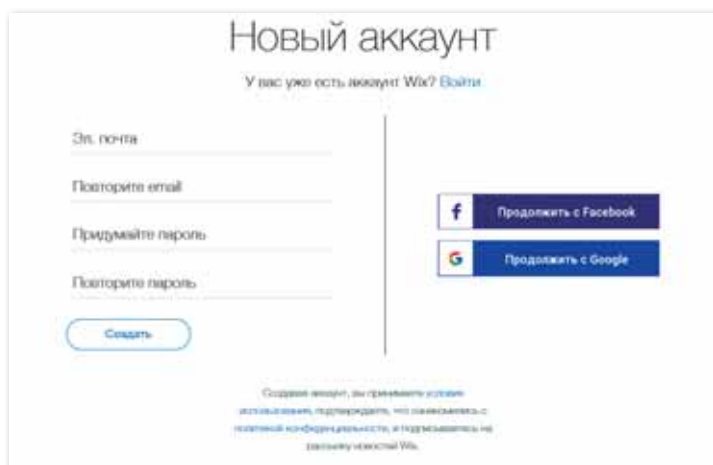 Новый аккаунт
У вас уже есть аккаунт Wix? Войти
Эл. почта
Повторите email
Придумайте пароль
Повторите пароль
Создать
Продолжить с Facebook
Продолжить с Google
Создавая аккаунт, вы принимаете условия
использования, подтверждаете, что ознакомились с
политикой конфиденциальности, и подписываетесь на
рассылку новостей Wix.